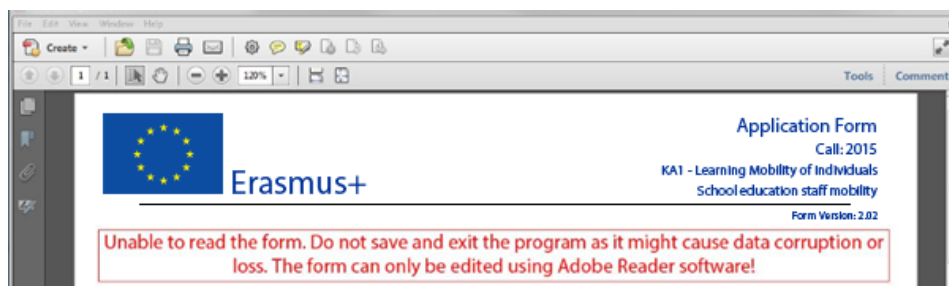 File Edit View Window Help
Create
1 / 1 120% Tools Comment
Application Form
Call: 2015
KA1 - Learning Mobility of Individuals
School education staff mobility
Erasmus+
Form Version: 2.02
Unable to read the form. Do not save and exit the program as it might cause data corruption or
loss. The form can only be edited using Adobe Reader software!